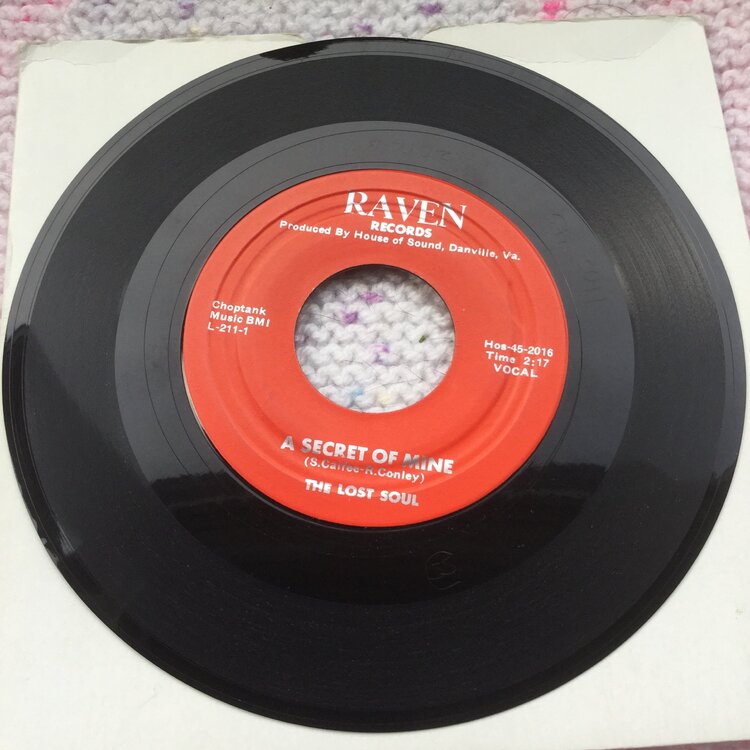 RAVEN
RECORDS
Produced By House of Sound, Danville, Va.
Choptank
Music BMI
L-211-1
Hos-45-2016
Time 2:17
VOCAL
A SECRET OF MINE
(S.Calfee-R.Conley)
THE LOST SOUL